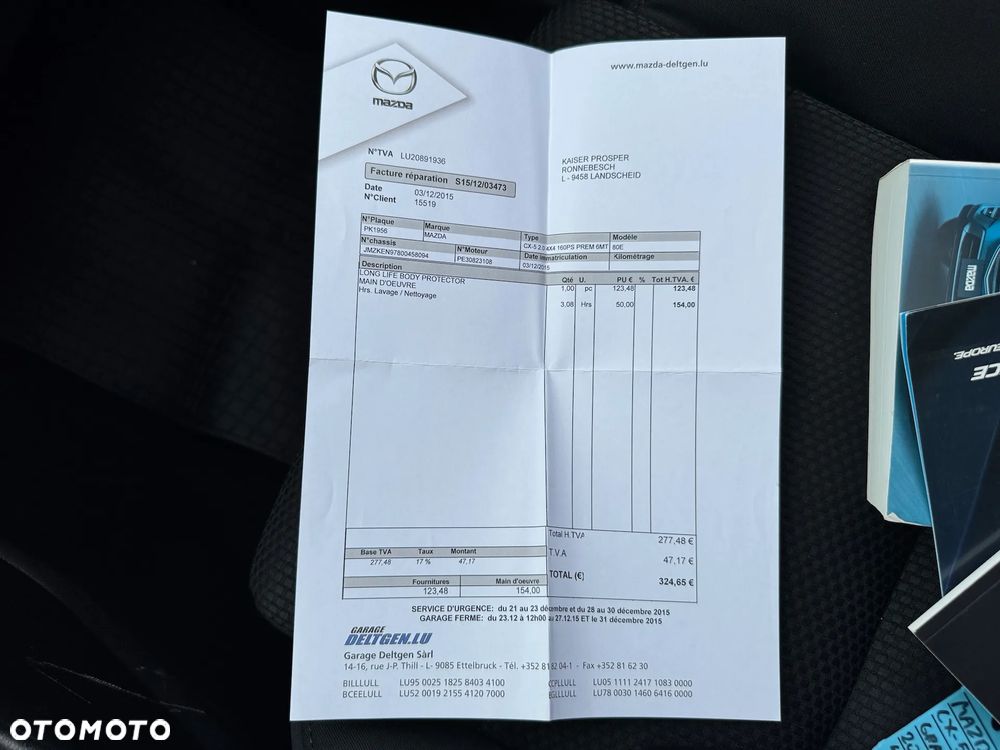 www.mazda-deltgen.lu
mazda
N°TVA LU20891936
KAISER PROSPER
RONNEBESCH
L - 9458 LANDSCHEID
Facture réparation S15/12/03473
Date 03/12/2015
N°Client 15519
N°Plaque Marque Type Modèle
PK1956 MAZDA CX-5 2.0 4X4 160PS PREM 6MT 80E
N°chassis N°Moteur Date immatriculation Kilométrage
JMZKEN97800458094 PE30823108 03/12/2015
Description Qté U. PU € % Tot H.TVA. €
LONG LIFE BODY PROTECTOR 1,00 pc 123,48 123,48
MAIN D'OEUVRE
Hrs. Lavage / Nettoyage 3,08 Hrs 50,00 154,00
Total H.TVA 277,48 €
Base TVA Taux Montant
277,48 17 % 47,17
T.V.A 47,17 €
TOTAL (€) 324,65 €
Fournitures Main d'oeuvre
123,48 154,00
SERVICE D'URGENCE: du 21 au 23 décembre et du 28 au 30 décembre 2015
GARAGE FERME: du 23.12 à 12h00 au 27.12.15 ET le 31 décembre 2015
GARAGE
DELTGEN.LU
Garage Deltgen Sàrl
14-16, rue J-P. Thill - L- 9085 Ettelbruck - Tél. +352 81 82 04-1 - Fax +352 81 62 30
BILLLULL LU95 0025 1825 8403 4100 CCPLLULL LU05 1111 2417 1083 0000
BCEELULL LU52 0019 2155 4120 7000 BGLLLULL LU78 0030 1460 6416 0000
mazda
EUROPE.
MAZ
CX-
OTOMOTO